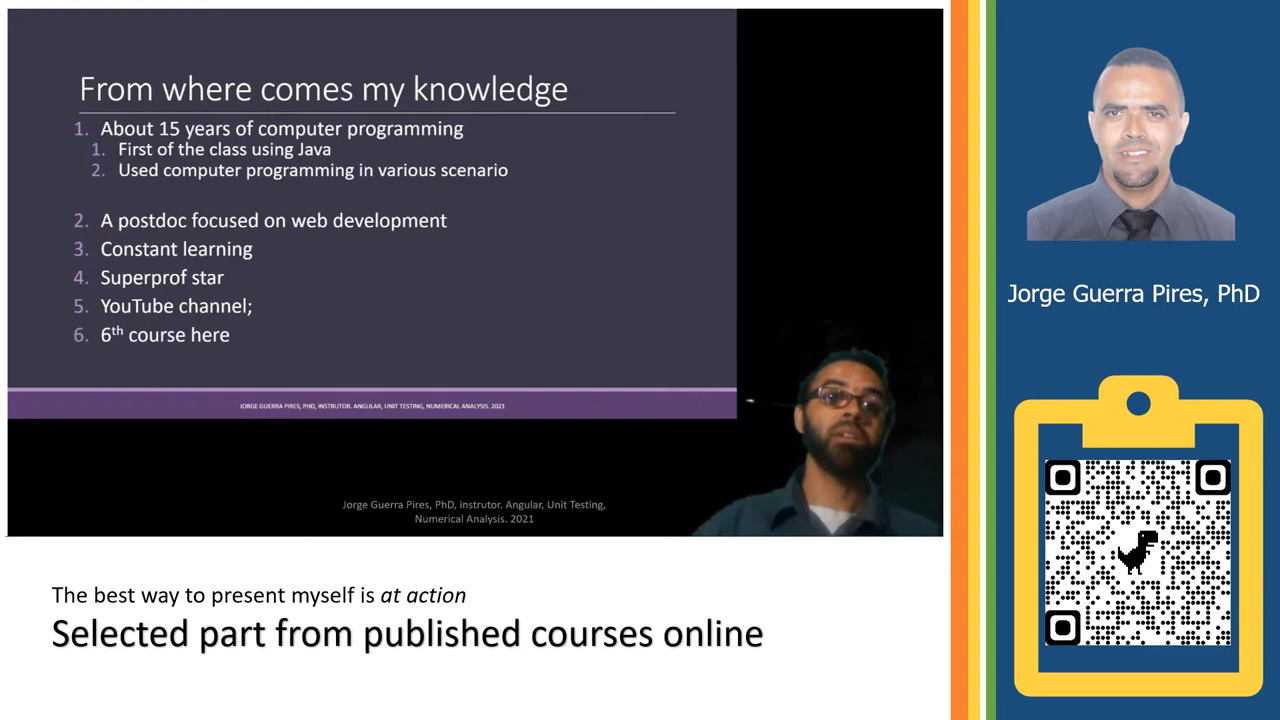 From where comes my knowledge
1. About 15 years of computer programming
1. First of the class using Java
2. Used computer programming in various scenario
2. A postdoc focused on web development
3. Constant learning
4. Superprof star
5. YouTube channel;
6. 6th course here
JORGE GUERRA PIRES, PHD, INSTRUTOR. ANGULAR, UNIT TESTING, NUMERICAL ANALYSIS. 2021
Jorge Guerra Pires, PhD, instrutor. Angular, Unit Testing,
Numerical Analysis. 2021
The best way to present myself is at action
Selected part from published courses online
Jorge Guerra Pires, PhD